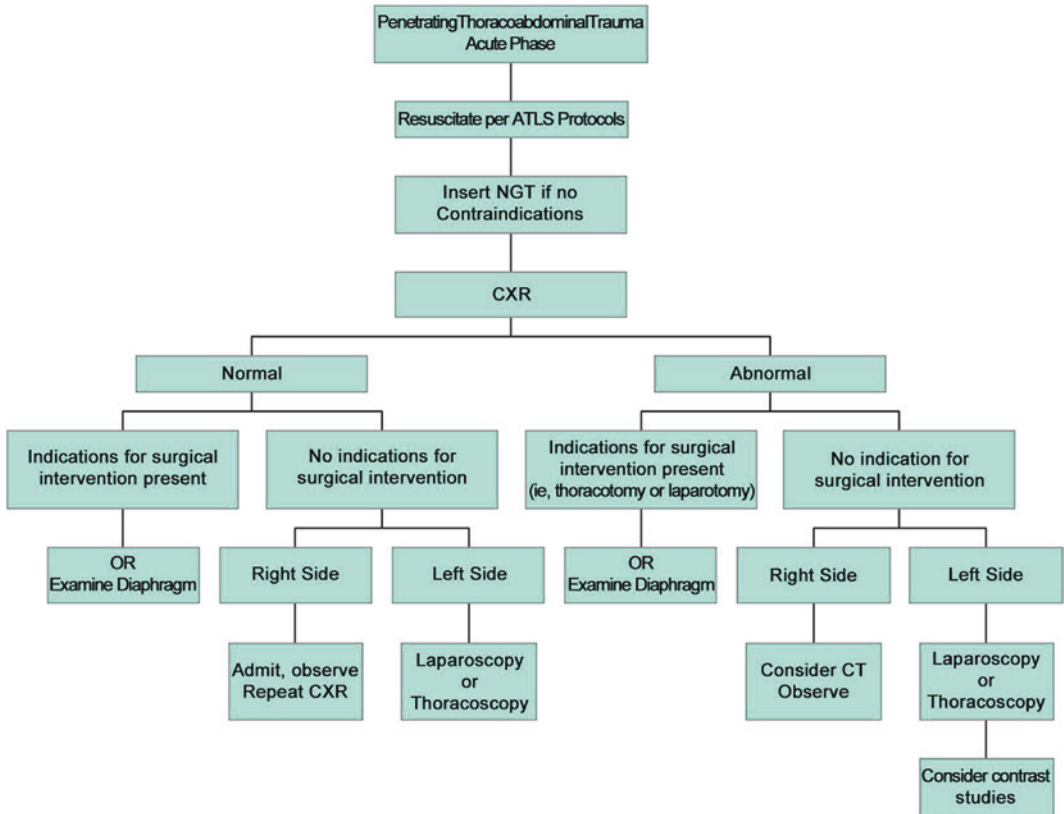 PenetratingThoracoabdominalTrauma
Acute Phase
Resuscitate per ATLS Protocols
Insert NGT if no
Contraindications
CXR
Normal
Abnormal
Indications for surgical
intervention present
No indications for
surgical intervention
Indications for surgical
intervention present
(ie, thoracotomy or laparotomy)
No indication for
surgical intervention
OR
Examine Diaphragm
Right Side
Left Side
OR
Examine Diaphragm
Right Side
Left Side
Admit, observe
Repeat CXR
Laparoscopy
or
Thoracoscopy
Consider CT
Observe
Laparoscopy
or
Thoracoscopy
Consider contrast
studies